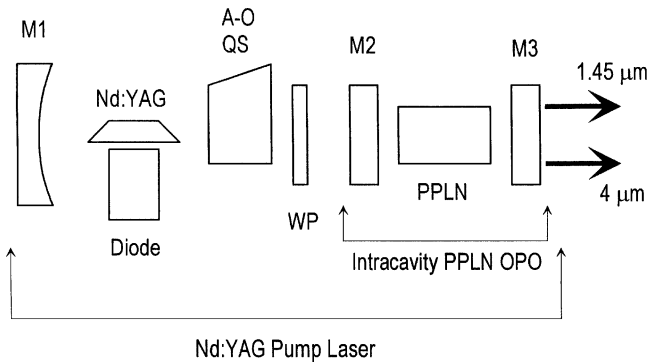 M1
Nd:YAG
Diode
A-O
QS
WP
M2
PPLN
M3
1.45 μm
4 μm
Intracavity PPLN OPO
Nd:YAG Pump Laser